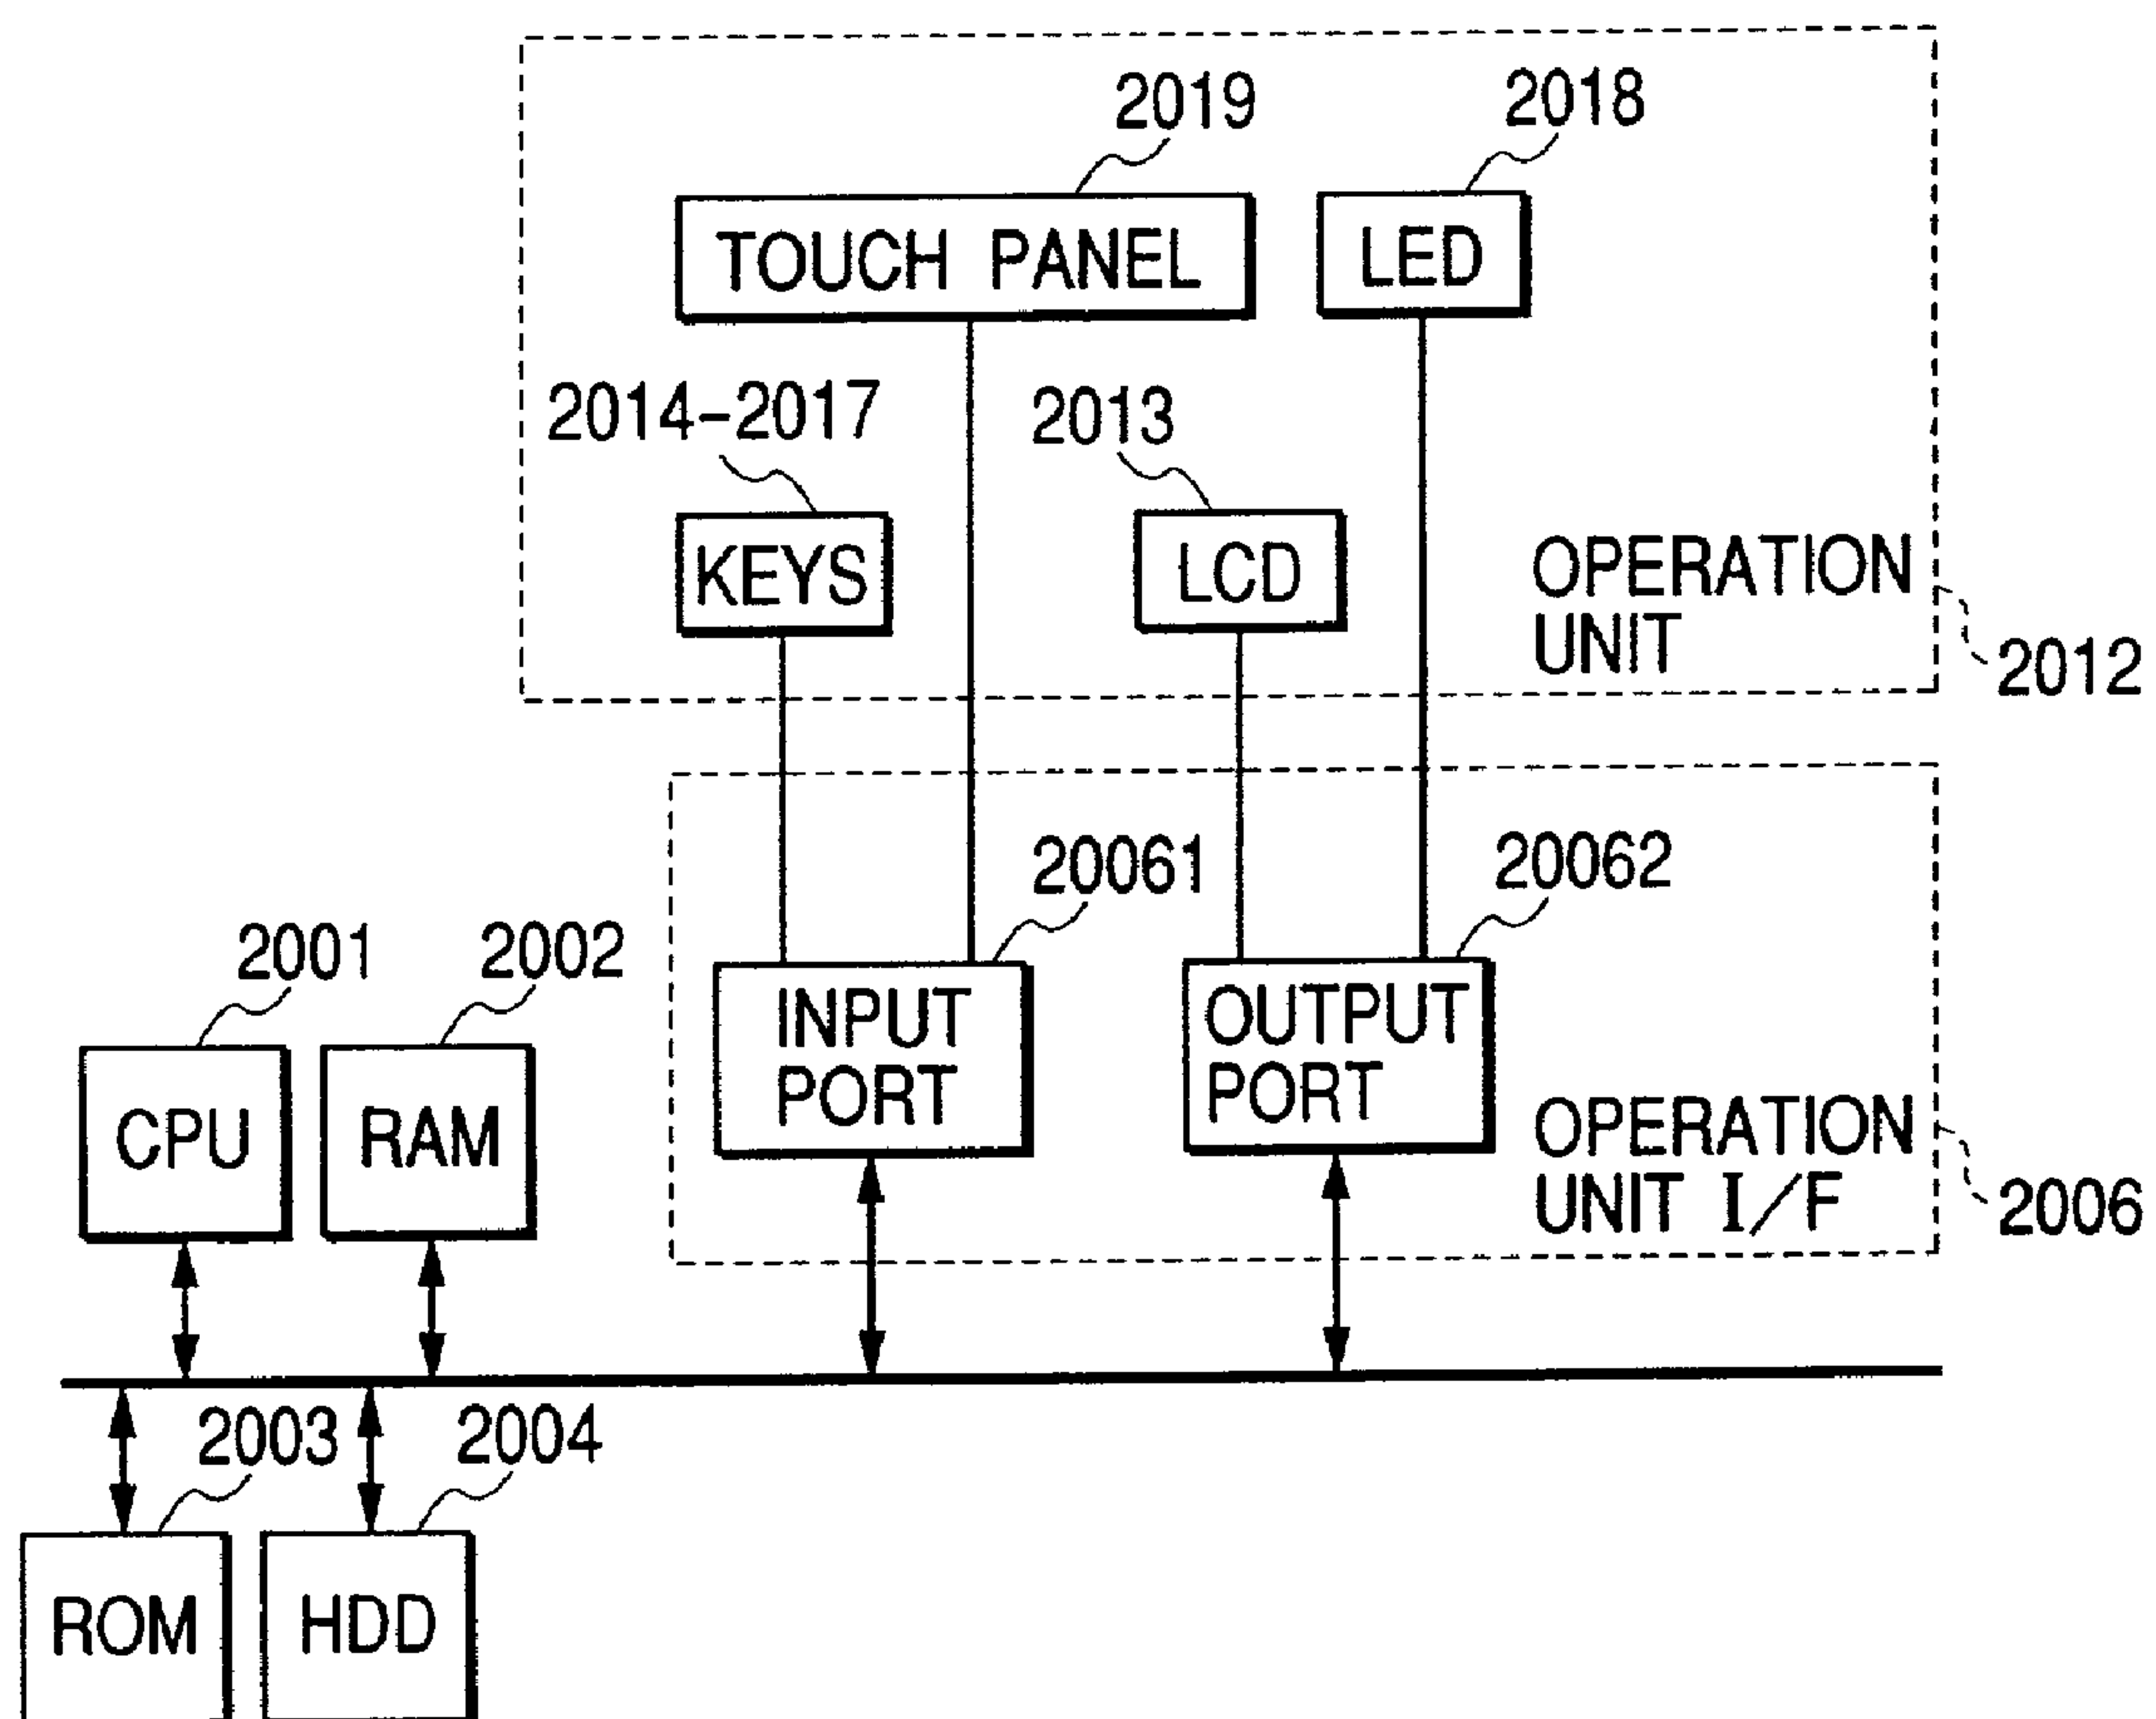 2019
2018
TOUCH PANEL
LED
2014-2017
2013
KEYS
LCD
OPERATION
UNIT
2012
20061
20062
2001
2002
INPUT
PORT
OUTPUT
PORT
CPU
RAM
OPERATION
UNIT I/F
2006
2003
2004
ROM
HDD